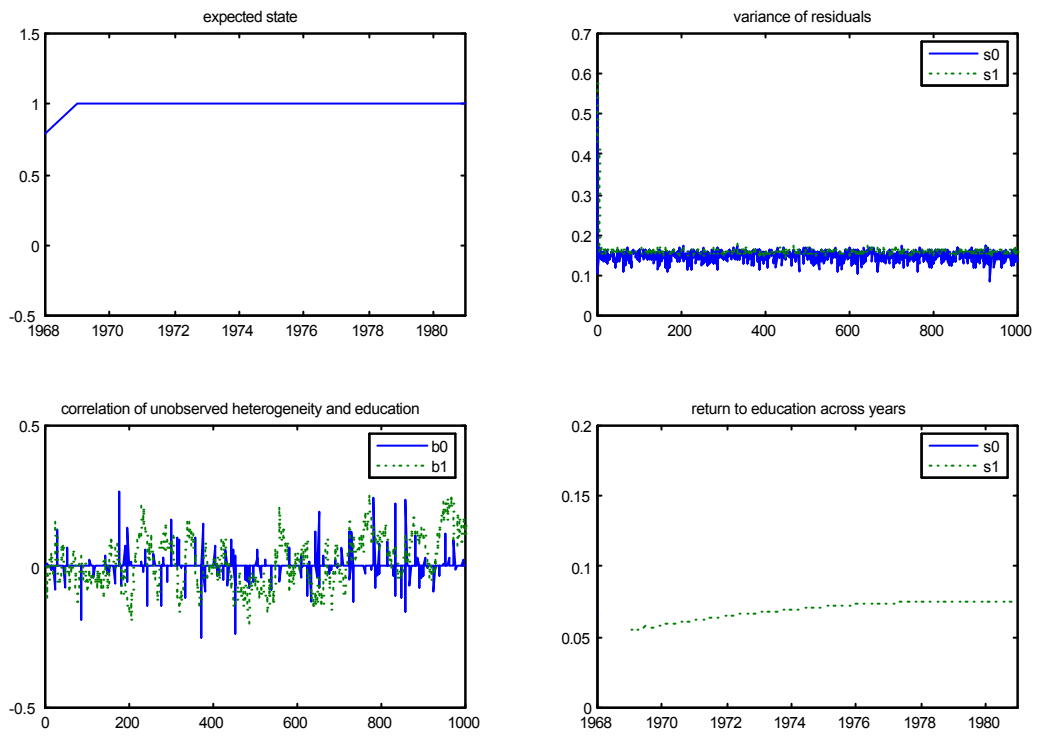 expected state
1.5
1
0.5
0
-0.5
1968 1970 1972 1974 1976 1978 1980
variance of residuals
0.7
0.6
0.5
0.4
0.3
0.2
0.1
0
0 200 400 600 800 1000
s0
s1
correlation of unobserved heterogeneity and education
0.5
0
-0.5
0 200 400 600 800 1000
b0
b1
return to education across years
0.2
0.15
0.1
0.05
0
1968 1970 1972 1974 1976 1978 1980
s0
s1